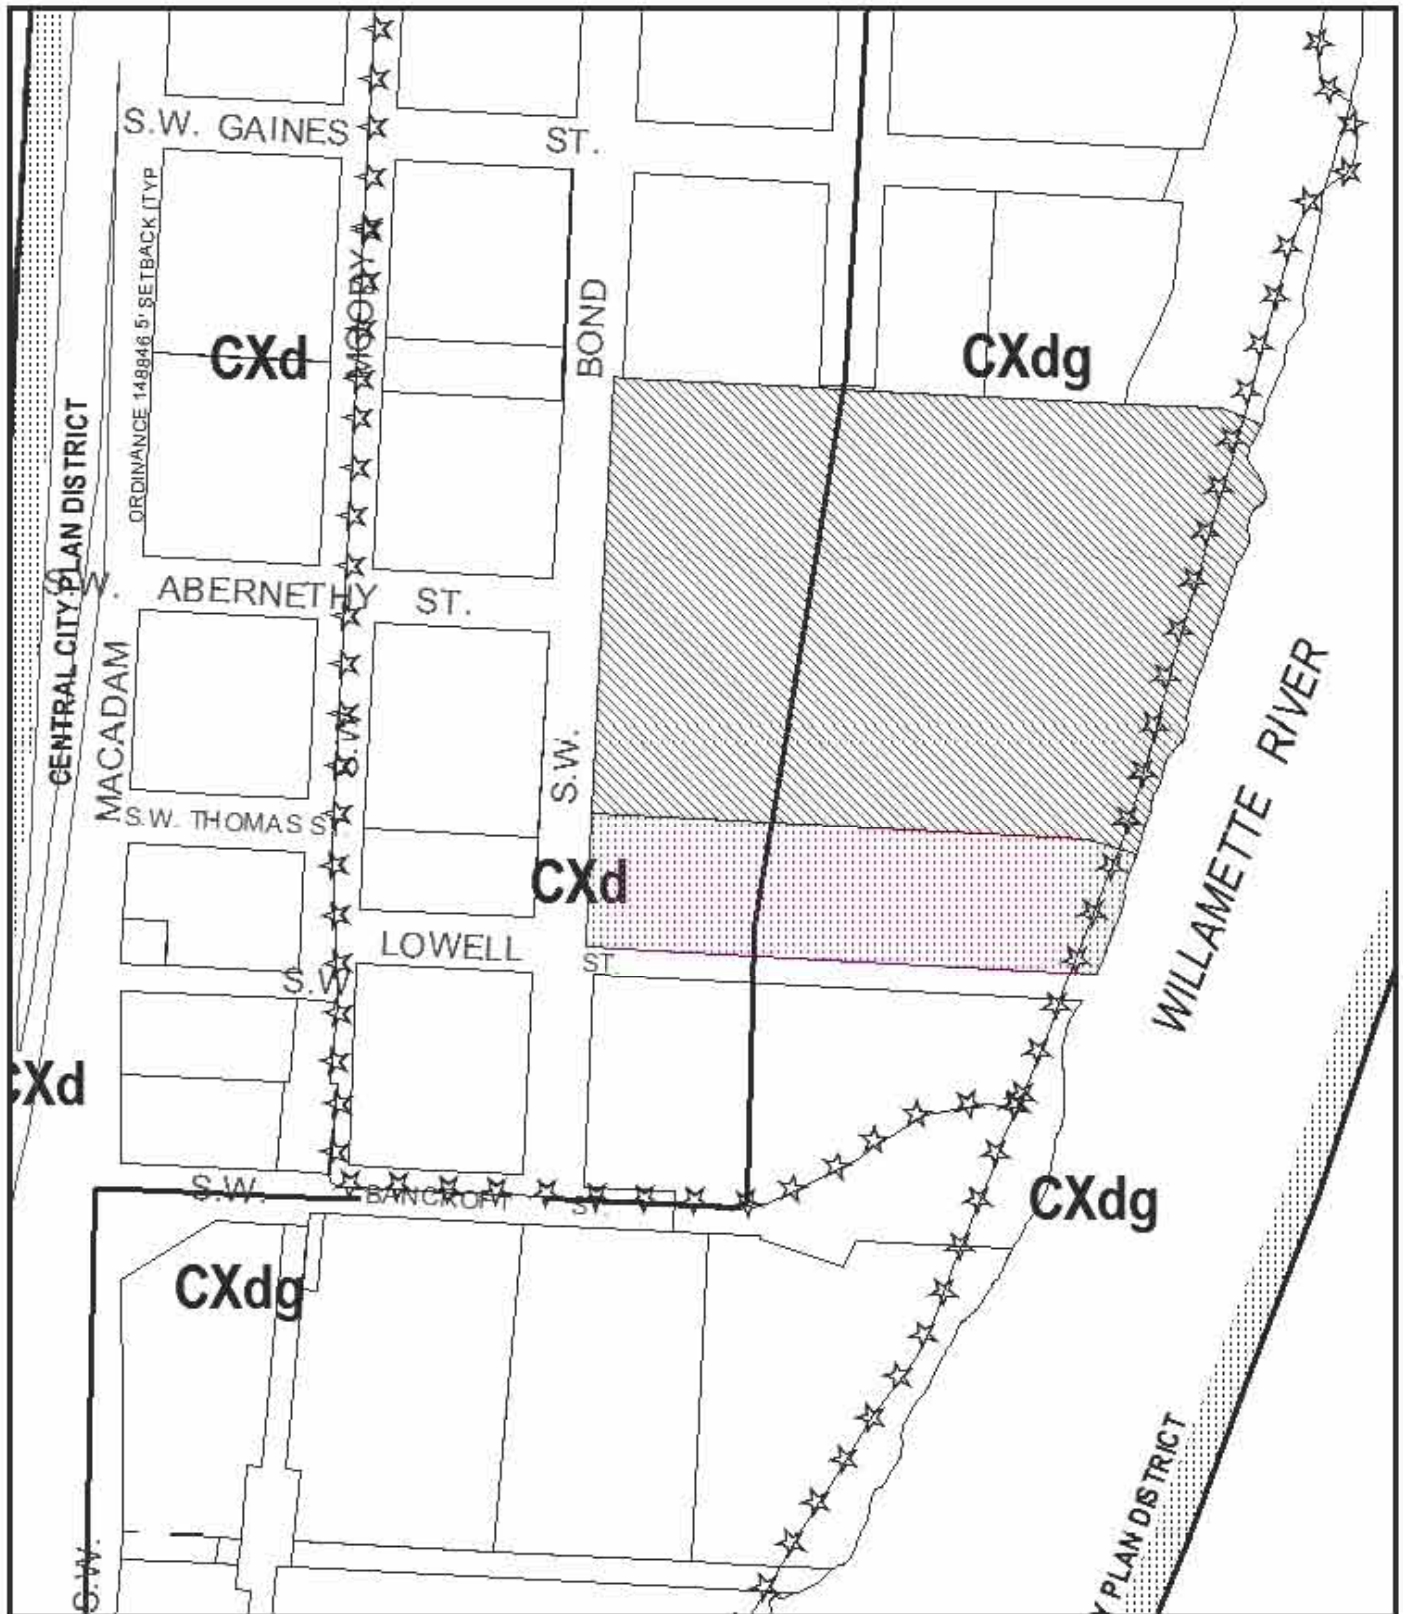 S.W. GAINES ST.
ORDINANCE 148846 5' SETBACK (TYP
MOODY
BOND
CXd
CXdg
CENTRAL CITY PLAN DISTRICT
S.W. ABERNETHY ST.
MACADAM
S.W.
S.W.
WILLAMETTE RIVER
S.W. THOMAS S
CXd
S.W. LOWELL ST.
CXd
S.W. BANCROFT ST.
CXdg
CXdg
S.W.
Y PLAN DISTRICT